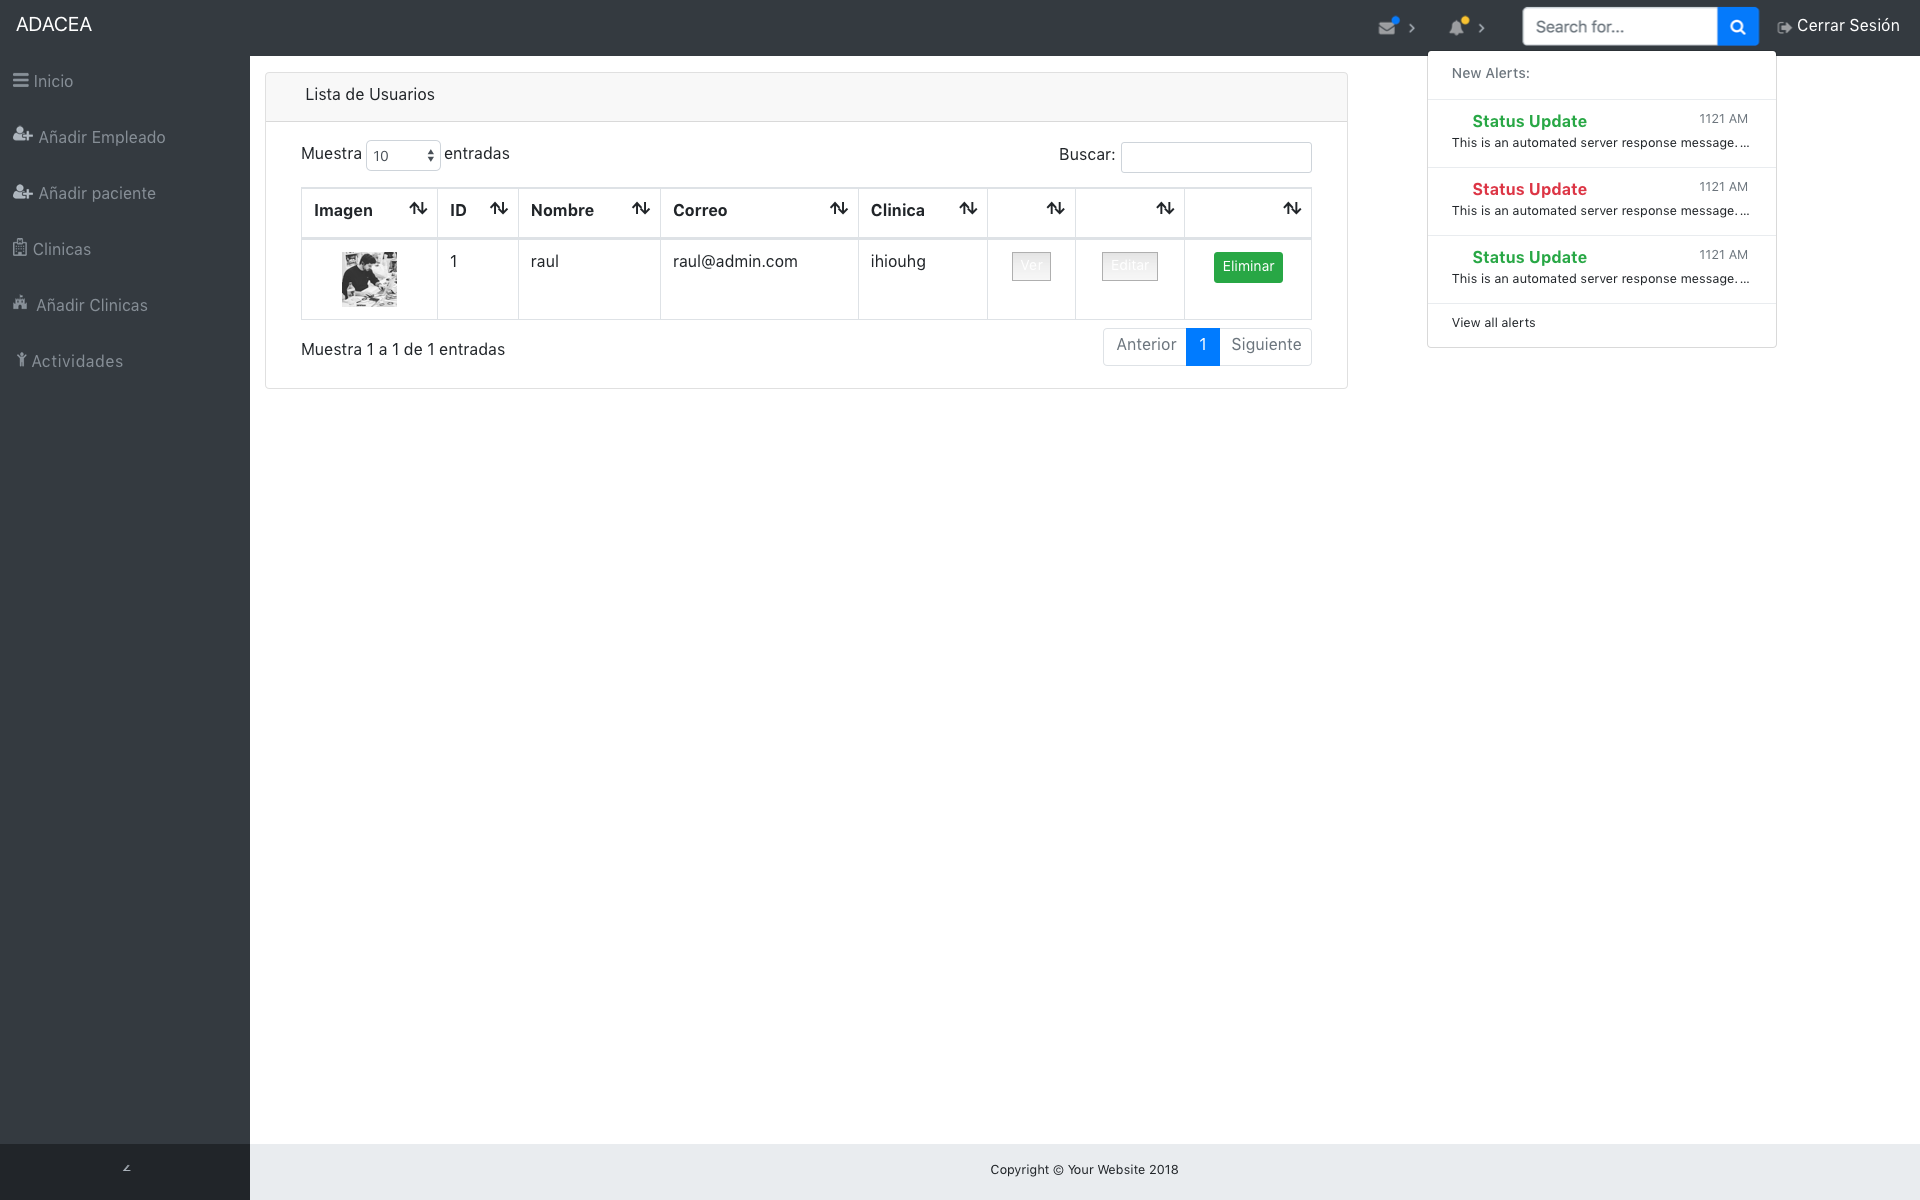 ADACEA
Search for...
Cerrar Sesión
Inicio
Añadir Empleado
Añadir paciente
Clinicas
Añadir Clinicas
Actividades
Lista de Usuarios
Muestra 10 entradas
Buscar:
Imagen ID Nombre Correo Clinica
1 raul raul@admin.com ihiouhg Ver Editar Eliminar
Muestra 1 a 1 de 1 entradas
Anterior 1 Siguiente
New Alerts:
Status Update 1121 AM
This is an automated server response message. ...
Status Update 1121 AM
This is an automated server response message. ...
Status Update 1121 AM
This is an automated server response message. ...
View all alerts
Copyright © Your Website 2018